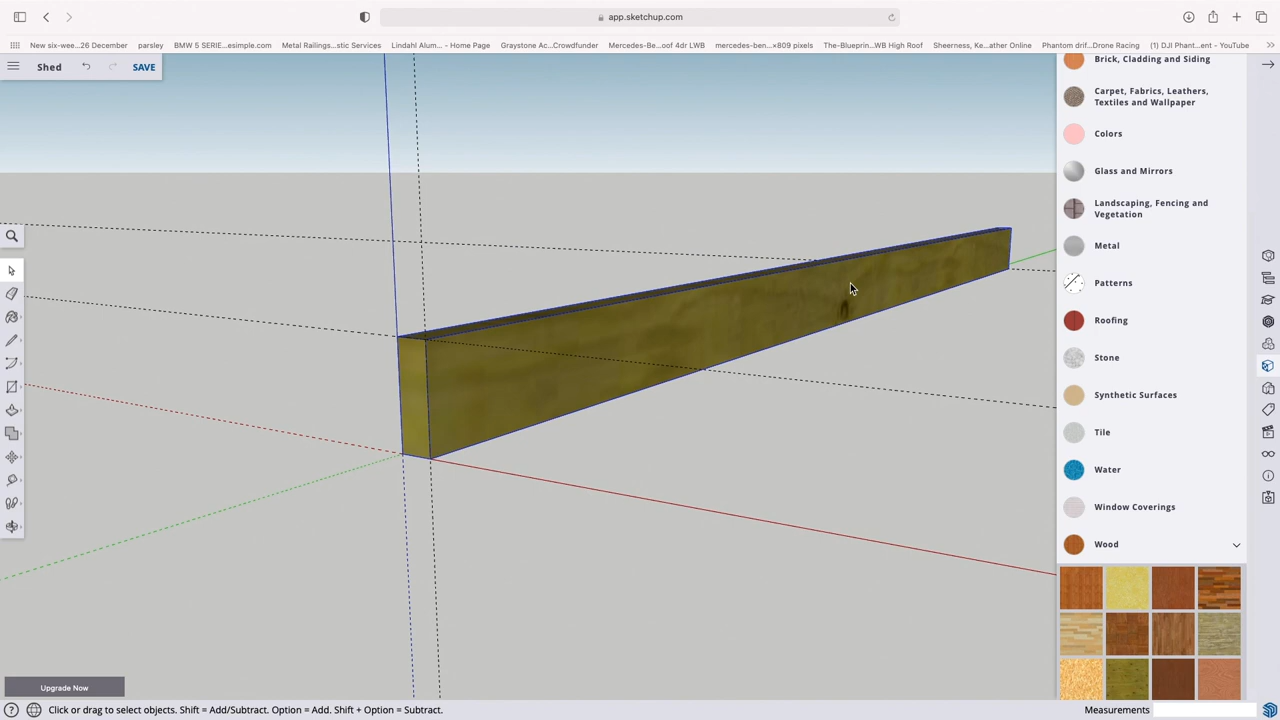 app.sketchup.com
New six-wee...26 December
parsley
BMW 5 SERIE...esimple.com
Metal Railings...stic Services
Lindahl Alum... - Home Page
Graystone Ac...Crowdfunder
Mercedes-Be...oof 4dr LWB
mercedes-ben...×809 pixels
The-Blueprin...WB High Roof
Sheerness, Ke...ather Online
Phantom drif...Drone Racing
(1) DJI Phant...ent - YouTube
Shed
SAVE
Brick, Cladding and Siding
Carpet, Fabrics, Leathers,
Textiles and Wallpaper
Colors
Glass and Mirrors
Landscaping, Fencing and
Vegetation
Metal
Patterns
Roofing
Stone
Synthetic Surfaces
Tile
Water
Window Coverings
Wood
Upgrade Now
Click or drag to select objects. Shift = Add/Subtract. Option = Add. Shift + Option = Subtract.
Measurements